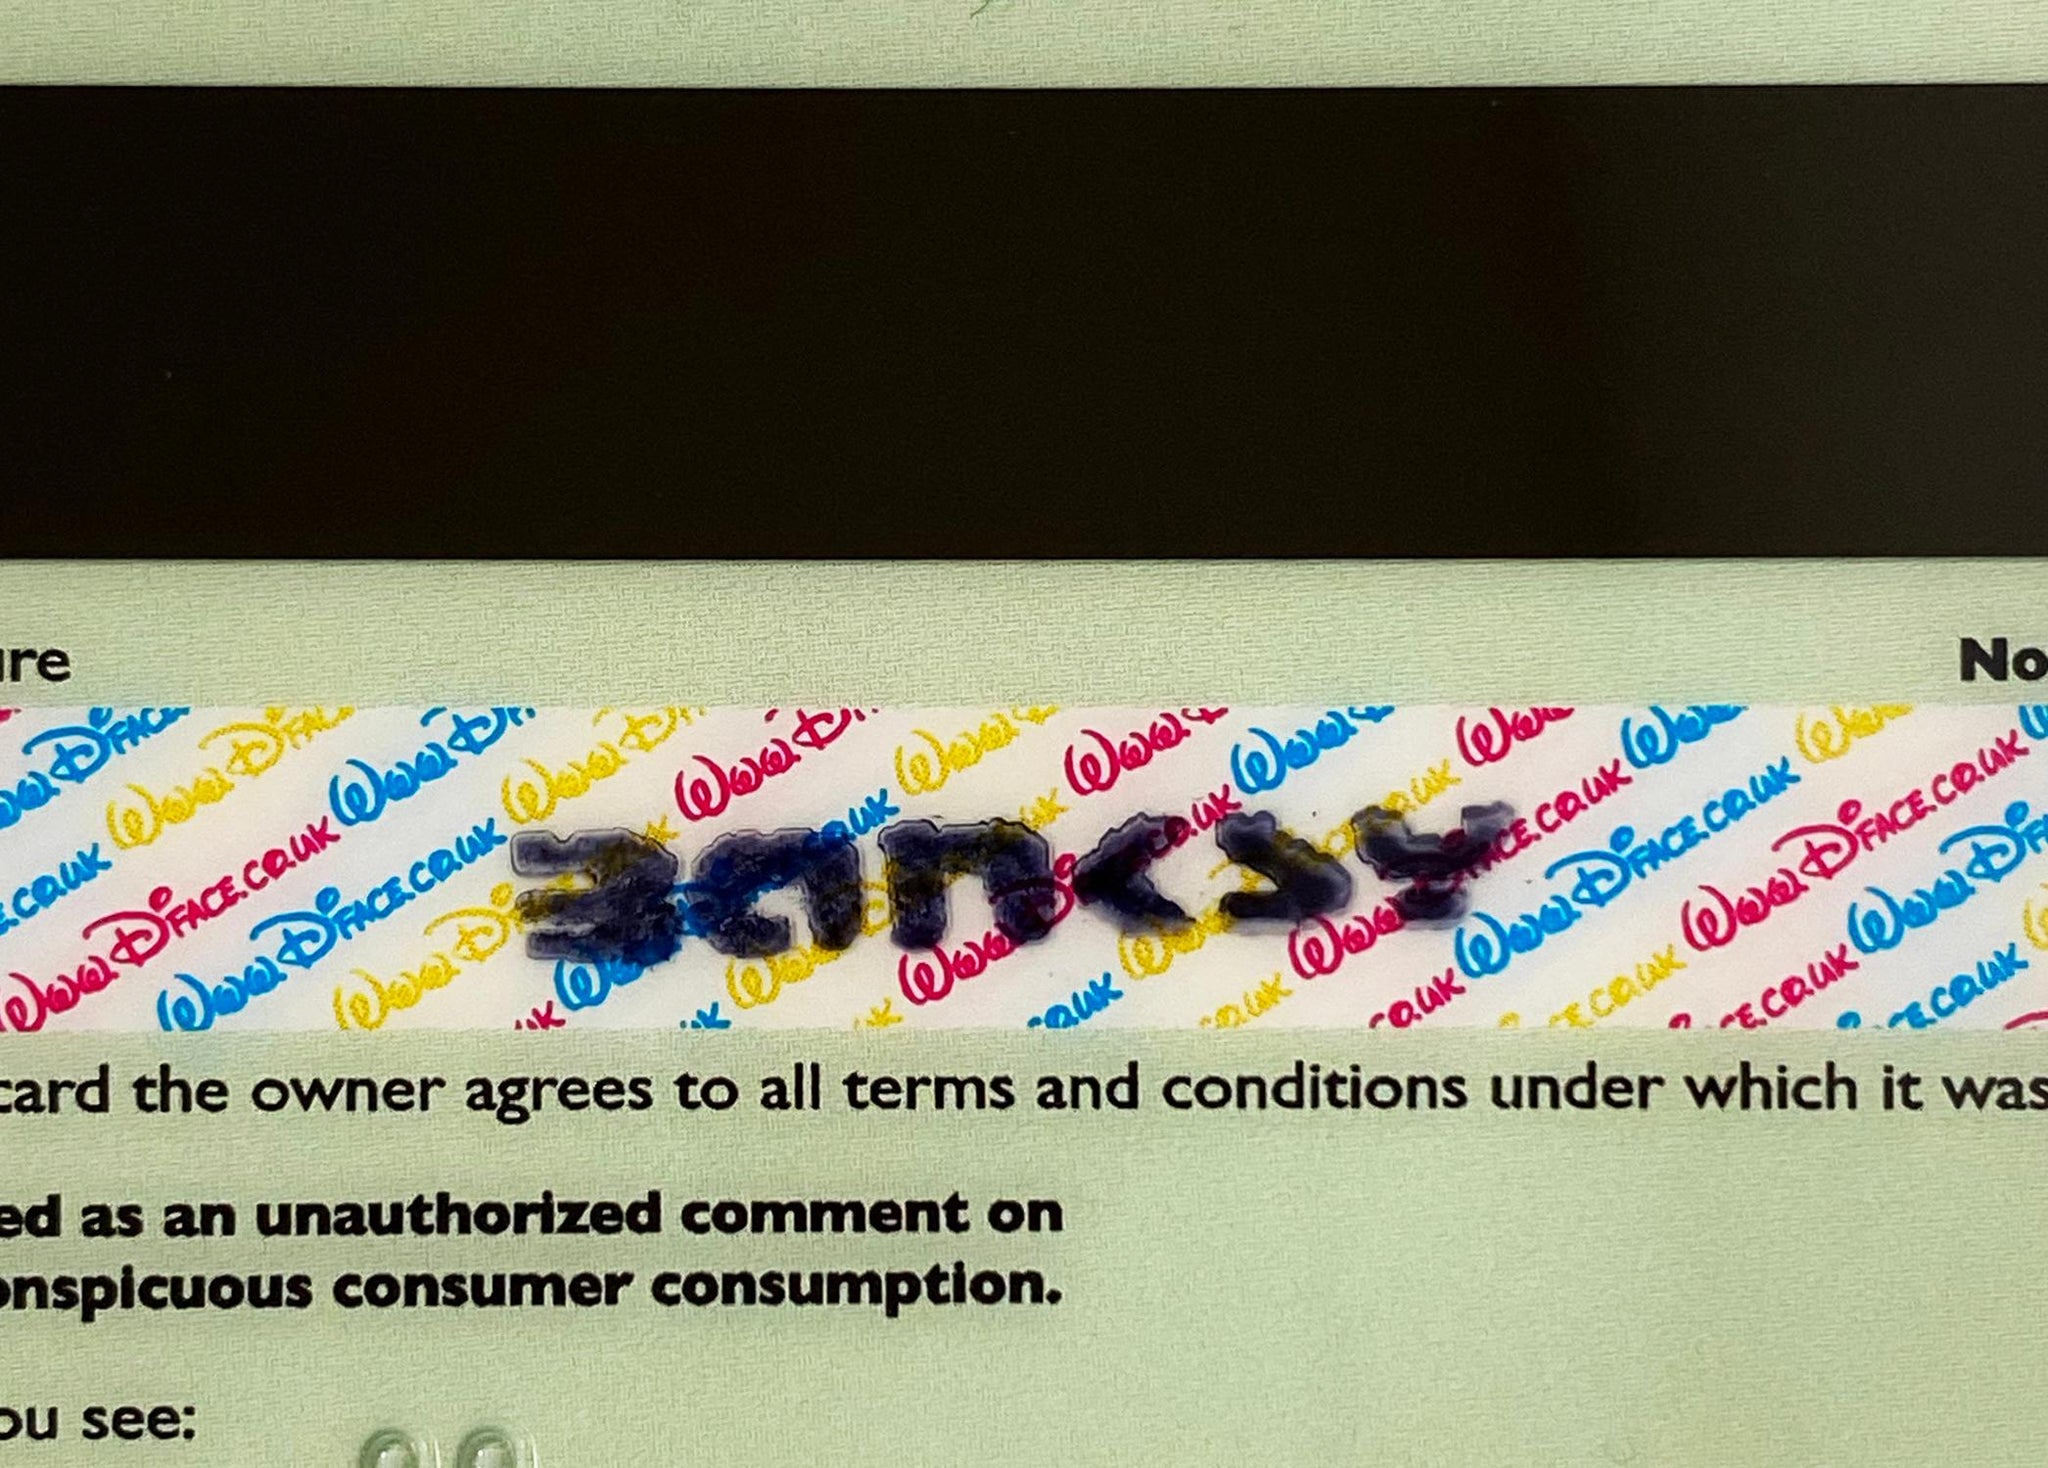 ure
No
www.Dface.co.uk
BANKSY
card the owner agrees to all terms and conditions under which it was
ed as an unauthorized comment on
onspicuous consumer consumption.
ou see: